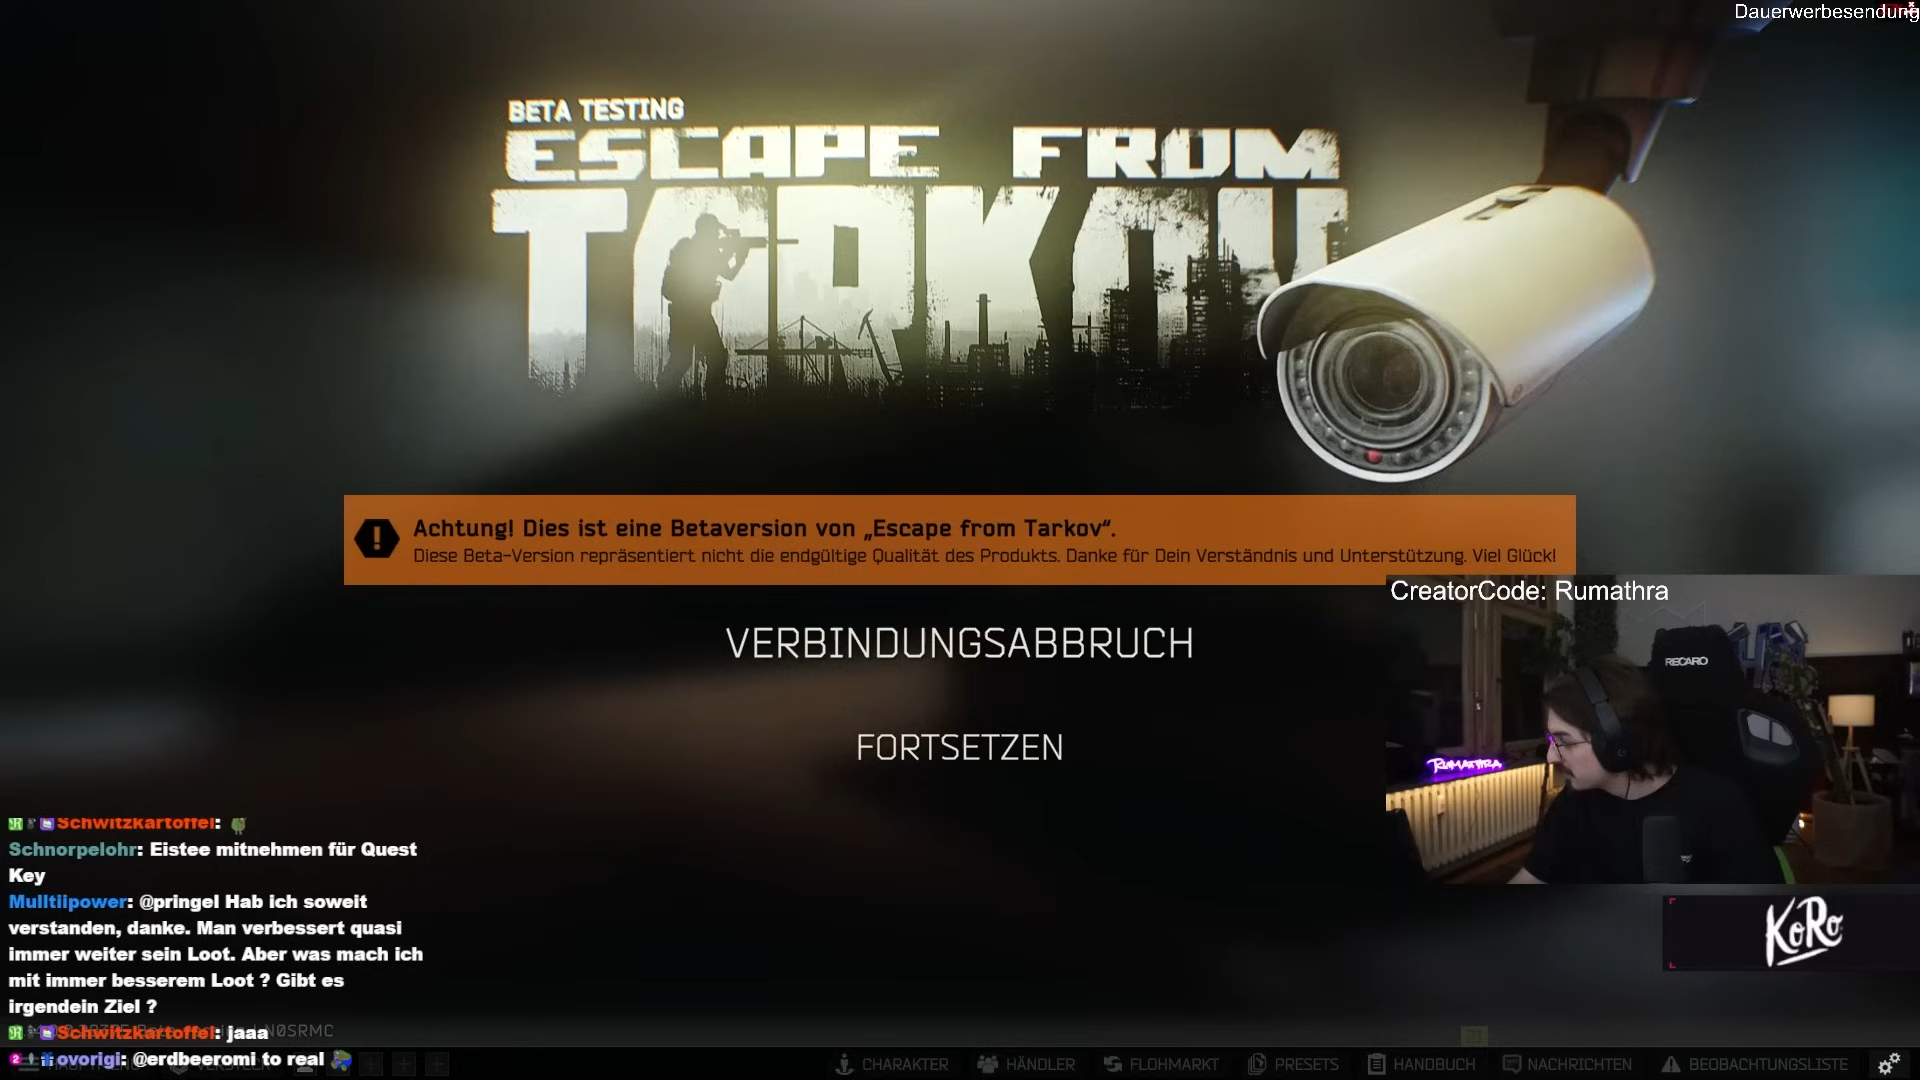 Dauerwerbesendung
BETA TESTING
ESCAPE FROM
TARKOV
Achtung! Dies ist eine Betaversion von „Escape from Tarkov“.
Diese Beta-Version repräsentiert nicht die endgültige Qualität des Produkts. Danke für Dein Verständnis und Unterstützung. Viel Glück!
CreatorCode: Rumathra
VERBINDUNGSABBRUCH
RECARO
FORTSETZEN
RUMATHRA
Schwitzkartoffel:
Schnorpelohr: Eistee mitnehmen für Quest
Key
Mulltiipower: @pringel Hab ich soweit
verstanden, danke. Man verbessert quasi
immer weiter sein Loot. Aber was mach ich
mit immer besserem Loot ? Gibt es
irgendein Ziel ?
KoRo
Schwitzkartoffel: jaaa
ovorigi: @erdbeeromi to real
CHARAKTER HÄNDLER FLOHMARKT PRESETS HANDBUCH NACHRICHTEN BEOBACHTUNGSLISTE